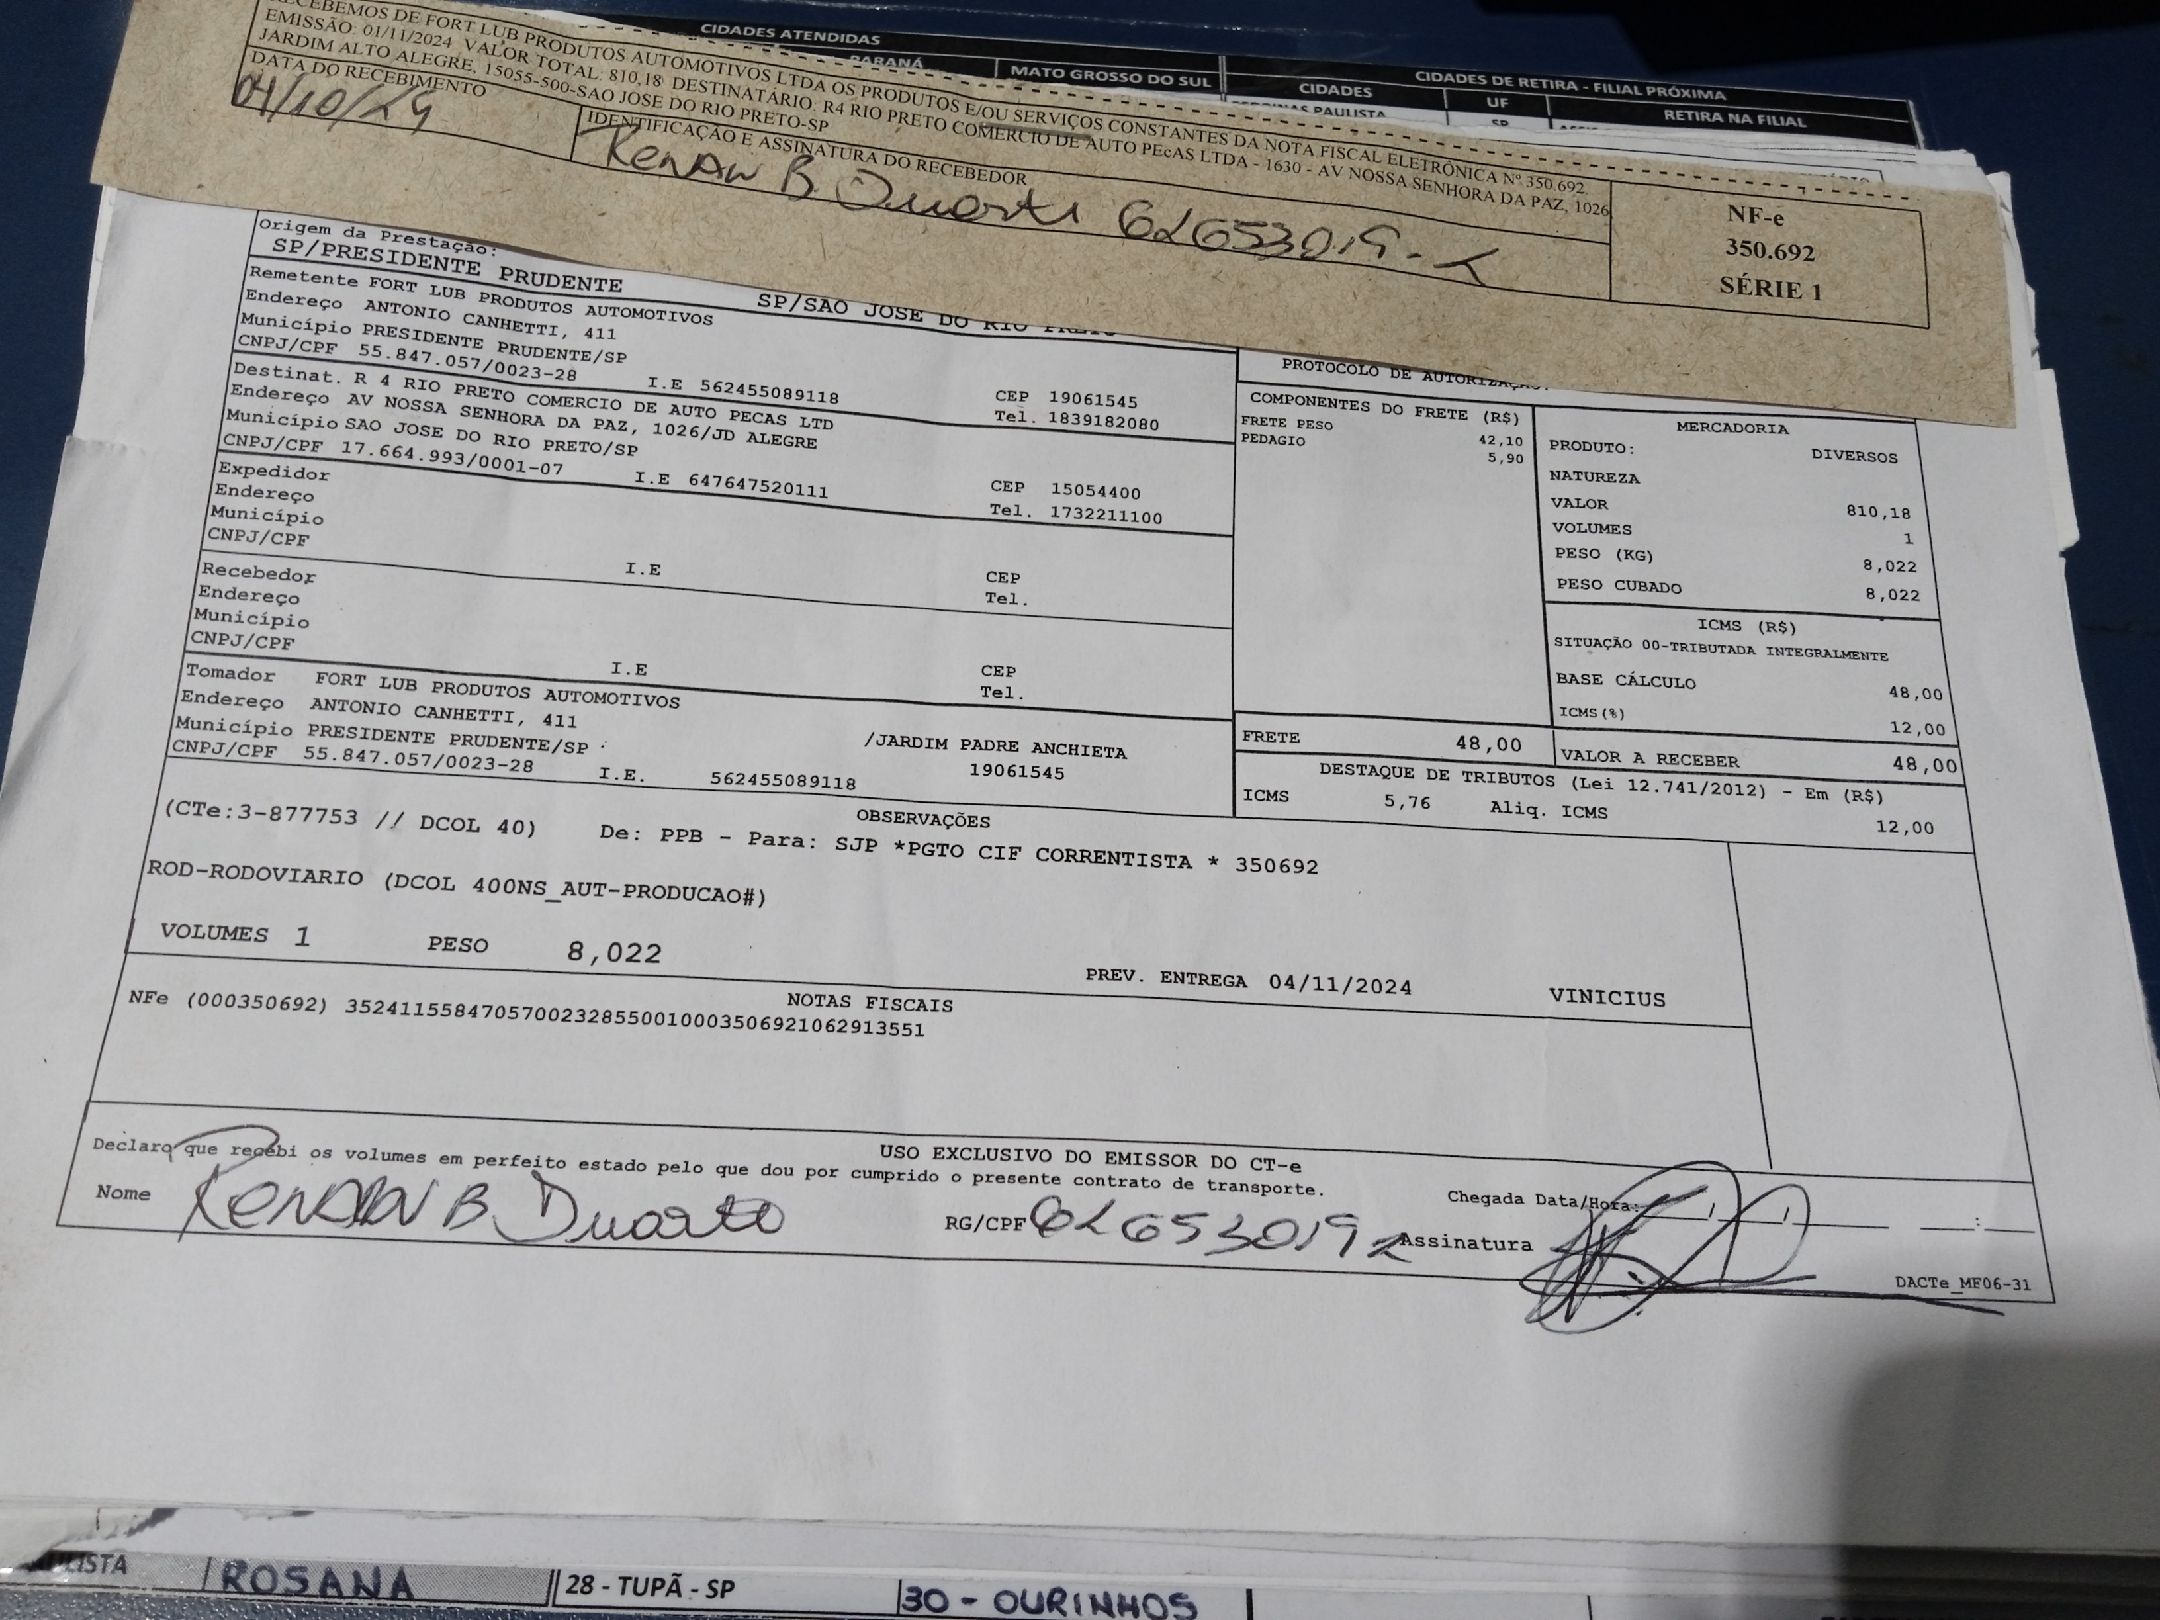 CIDADES ATENDIDAS
PARANÁ
MATO GROSSO DO SUL
CIDADES DE RETIRA - FILIAL PRÓXIMA
CIDADES
UF
RETIRA NA FILIAL
PAULISTA
SP
RECEBEMOS DE FORT LUB PRODUTOS AUTOMOTIVOS LTDA OS PRODUTOS E/OU SERVIÇOS CONSTANTES DA NOTA FISCAL ELETRÔNICA Nº 350.692.
EMISSÃO: 01/11/2024 VALOR TOTAL: 810,18 DESTINATÁRIO: R4 RIO PRETO COMERCIO DE AUTO PEcAS LTDA - 1630 - AV NOSSA SENHORA DA PAZ, 1026
JARDIM ALTO ALEGRE, 15055-500-SAO JOSE DO RIO PRETO-SP
DATA DO RECEBIMENTO
IDENTIFICAÇÃO E ASSINATURA DO RECEBEDOR
04/10/24
Renan B Duarte
NF-e
350.692
SÉRIE 1
Origem da Prestação:
SP/PRESIDENTE PRUDENTE
SP/SAO JOSE DO RIO PRETO
Remetente FORT LUB PRODUTOS AUTOMOTIVOS
Endereço ANTONIO CANHETTI, 411
Município PRESIDENTE PRUDENTE/SP
CEP 19061545
CNPJ/CPF 55.847.057/0023-28 I.E 562455089118
Tel. 1839182080
Destinat. R 4 RIO PRETO COMERCIO DE AUTO PECAS LTD
Endereço AV NOSSA SENHORA DA PAZ, 1026/JD ALEGRE
Município SAO JOSE DO RIO PRETO/SP
CEP 15054400
CNPJ/CPF 17.664.993/0001-07 I.E 647647520111
Tel. 1732211100
Expedidor
Endereço
Município
CEP
CNPJ/CPF
I.E
Tel.
Recebedor
Endereço
Município
CEP
CNPJ/CPF
I.E
Tel.
Tomador FORT LUB PRODUTOS AUTOMOTIVOS
Endereço ANTONIO CANHETTI, 411
/JARDIM PADRE ANCHIETA
Município PRESIDENTE PRUDENTE/SP
19061545
CNPJ/CPF 55.847.057/0023-28 I.E. 562455089118
PROTOCOLO DE AUTORIZAÇÃO:
COMPONENTES DO FRETE (R$)
FRETE PESO 42,10
PEDAGIO 5,90
MERCADORIA
PRODUTO: DIVERSOS
NATUREZA
VALOR 810,18
VOLUMES 1
PESO (KG) 8,022
PESO CUBADO 8,022
ICMS (R$)
SITUAÇÃO 00-TRIBUTADA INTEGRALMENTE
BASE CÁLCULO 48,00
ICMS(%) 12,00
FRETE 48,00
VALOR A RECEBER 48,00
DESTAQUE DE TRIBUTOS (Lei 12.741/2012) - Em (R$)
ICMS 5,76 Aliq. ICMS 12,00
OBSERVAÇÕES
(CTe:3-877753 // DCOL 40) De: PPB - Para: SJP *PGTO CIF CORRENTISTA * 350692
ROD-RODOVIARIO (DCOL 400NS_AUT-PRODUCAO#)
VOLUMES 1 PESO 8,022
PREV. ENTREGA 04/11/2024 VINICIUS
NOTAS FISCAIS
NFe (000350692) 35241155847057002328550010003506921062913551
USO EXCLUSIVO DO EMISSOR DO CT-e
Declaro que recebi os volumes em perfeito estado pelo que dou por cumprido o presente contrato de transporte.
Chegada Data/Hora:
Nome Renan B Duarte
RG/CPF
Assinatura
DACTe_MF06-31
ROSANA
28 - TUPÃ - SP
30 - OURINHOS